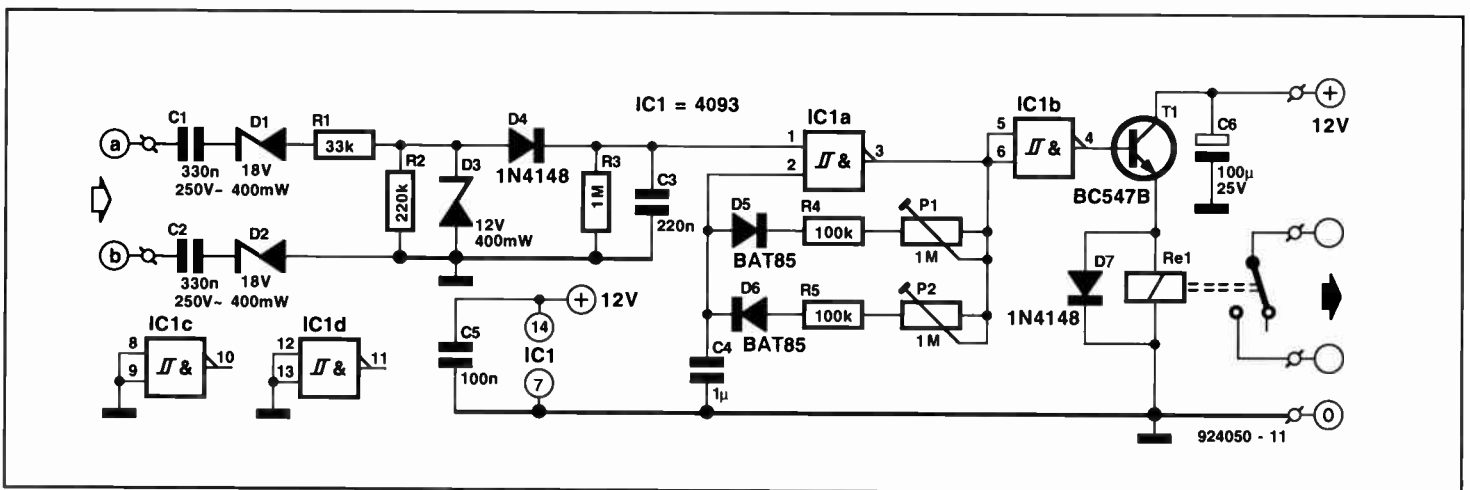 IC1 = 4093
a
C1
330n
250V~
D1
18V
400mW
R1
33k
R2
220k
D3
12V
400mW
D4
1N4148
R3
1M
C3
220n
b
C2
330n
250V~
D2
18V
400mW
IC1a
1
2
&
3
IC1b
5
6
&
4
T1
BC547B
C6
100µ
25V
+
12V
D5
BAT85
R4
100k
P1
1M
D6
BAT85
R5
100k
P2
1M
C4
1µ
D7
1N4148
Re1
IC1c
8
9
&
10
IC1d
12
13
&
11
C5
100n
+
12V
14
IC1
7
0
924050 - 11